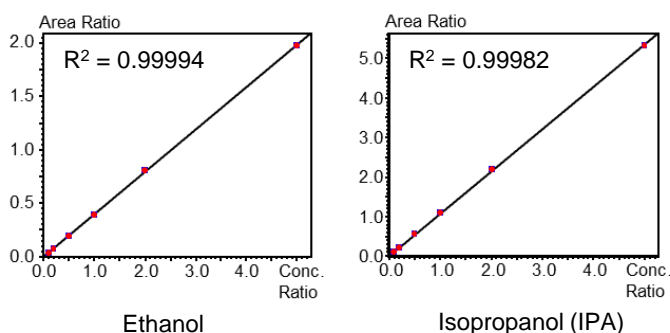 Area Ratio
R² = 0.99994
2.0
1.5
1.0
0.5
0.0
0.0 1.0 2.0 3.0 4.0 Conc.
Ratio
Ethanol
Area Ratio
R² = 0.99982
5.0
4.0
3.0
2.0
1.0
0.0
0.0 1.0 2.0 3.0 4.0 Conc.
Ratio
Isopropanol (IPA)